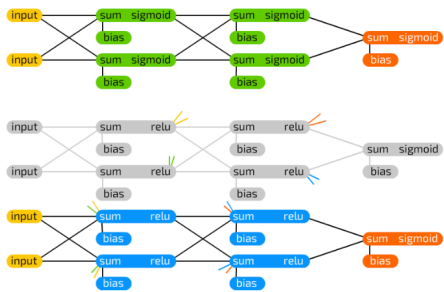 input sum sigmoid sum sigmoid
bias bias sum sigmoid
input sum sigmoid sum sigmoid bias
bias bias
input sum relu sum relu
bias bias sum sigmoid
input sum relu sum relu bias
bias bias
input sum relu sum relu
bias bias sum sigmoid
input sum relu sum relu bias
bias bias